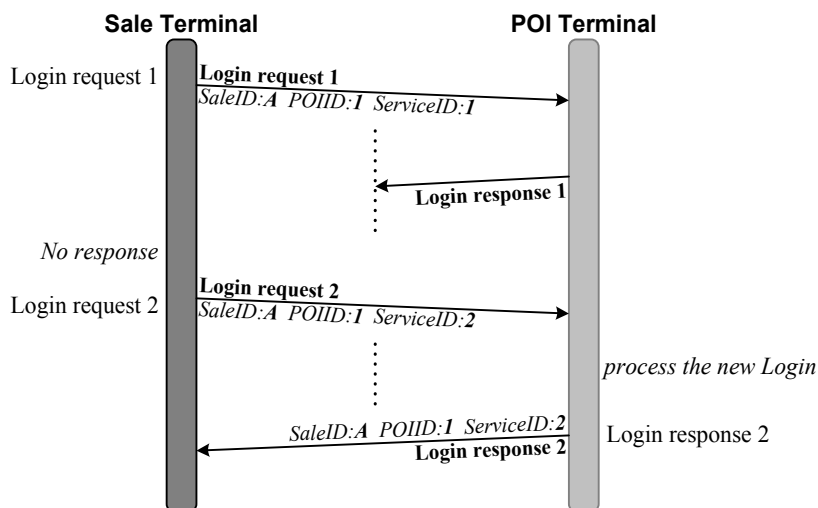 Sale Terminal
POI Terminal
Login request 1
Login request 1
SaleID:A POIID:1 ServiceID:1
Login response 1
No response
Login request 2
Login request 2
SaleID:A POIID:1 ServiceID:2
process the new Login
SaleID:A POIID:1 ServiceID:2
Login response 2
Login response 2